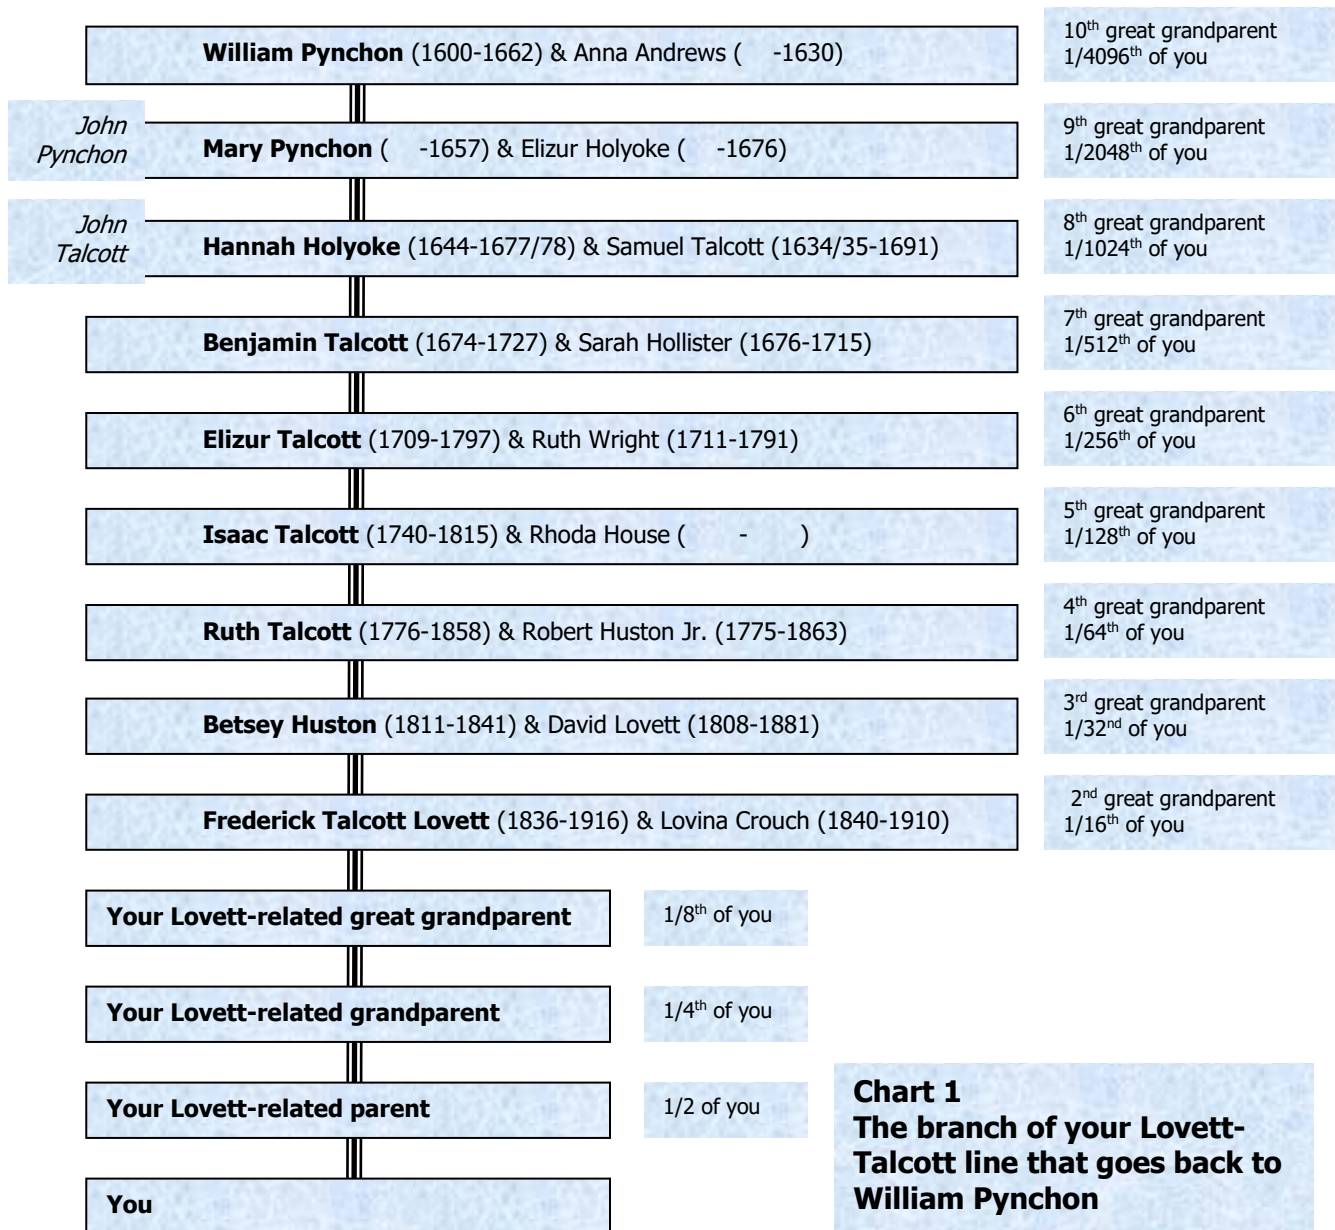 William Pynchon (1600-1662) & Anna Andrews (    -1630)
10th great grandparent
1/4096th of you
John
Pynchon
Mary Pynchon (    -1657) & Elizur Holyoke (    -1676)
9th great grandparent
1/2048th of you
John
Talcott
Hannah Holyoke (1644-1677/78) & Samuel Talcott (1634/35-1691)
8th great grandparent
1/1024th of you
Benjamin Talcott (1674-1727) & Sarah Hollister (1676-1715)
7th great grandparent
1/512th of you
Elizur Talcott (1709-1797) & Ruth Wright (1711-1791)
6th great grandparent
1/256th of you
Isaac Talcott (1740-1815) & Rhoda House (    -    )
5th great grandparent
1/128th of you
Ruth Talcott (1776-1858) & Robert Huston Jr. (1775-1863)
4th great grandparent
1/64th of you
Betsey Huston (1811-1841) & David Lovett (1808-1881)
3rd great grandparent
1/32nd of you
Frederick Talcott Lovett (1836-1916) & Lovina Crouch (1840-1910)
2nd great grandparent
1/16th of you
Your Lovett-related great grandparent
1/8th of you
Your Lovett-related grandparent
1/4th of you
Your Lovett-related parent
1/2 of you
You
Chart 1
The branch of your Lovett-
Talcott line that goes back to
William Pynchon